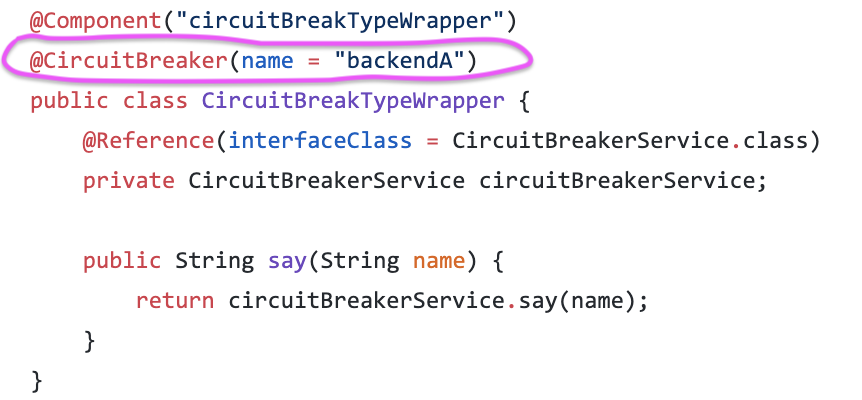 @Component("circuitBreakTypeWrapper")
@CircuitBreaker(name = "backendA")
public class CircuitBreakTypeWrapper {
    @Reference(interfaceClass = CircuitBreakerService.class)
    private CircuitBreakerService circuitBreakerService;
    public String say(String name) {
        return circuitBreakerService.say(name);
    }
}